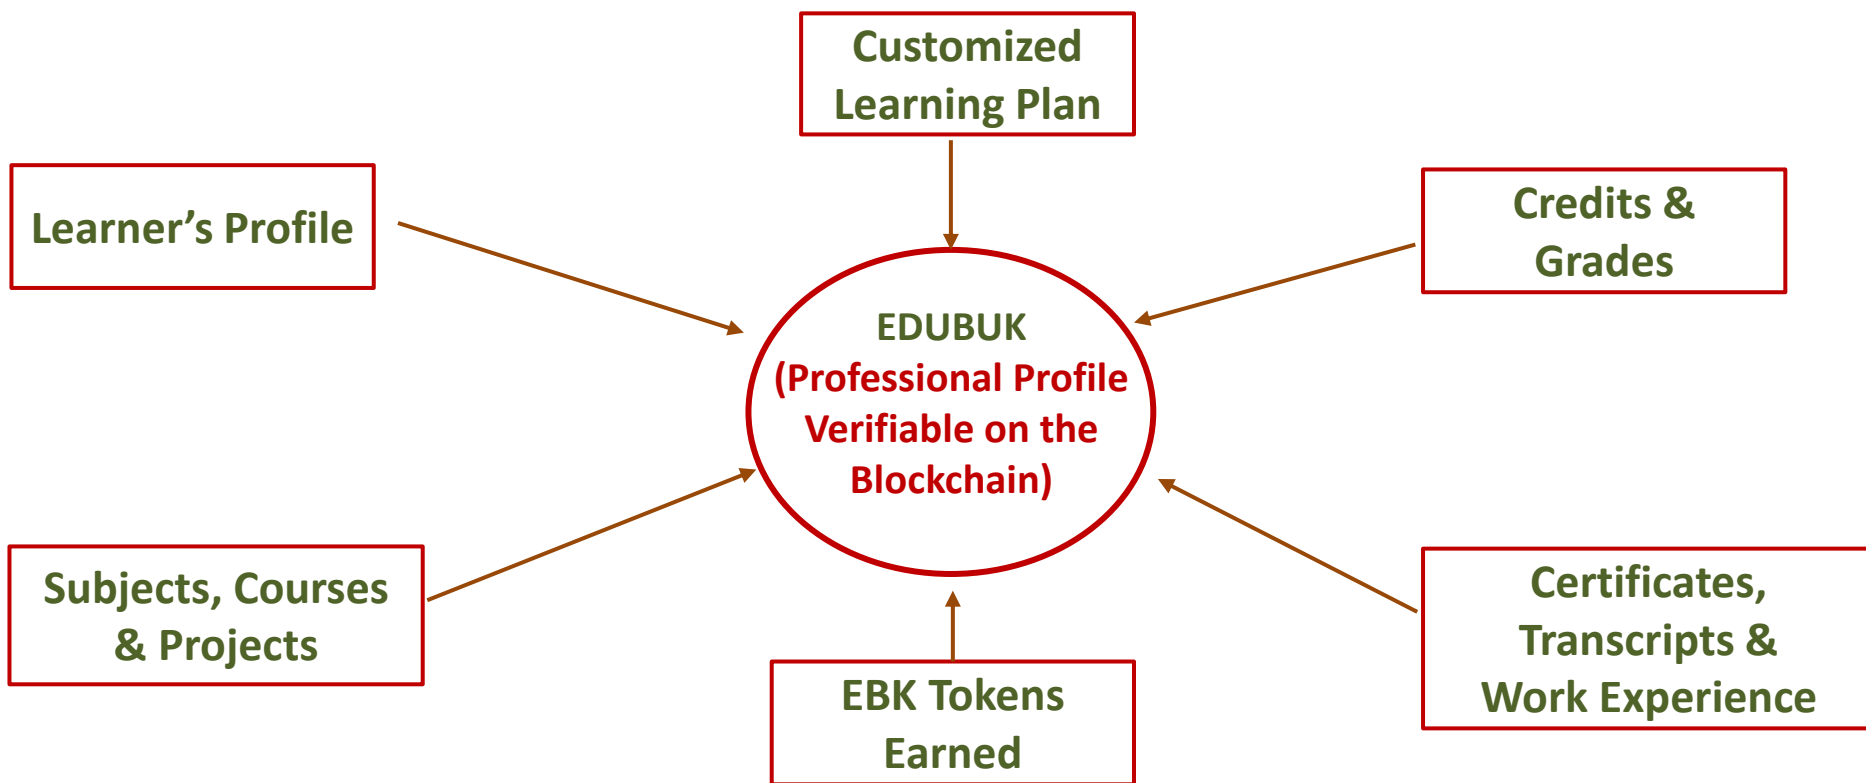 Customized
Learning Plan
Learner’s Profile
Credits &
Grades
EDUBUK
(Professional Profile
Verifiable on the
Blockchain)
Subjects, Courses
& Projects
EBK Tokens
Earned
Certificates,
Transcripts &
Work Experience